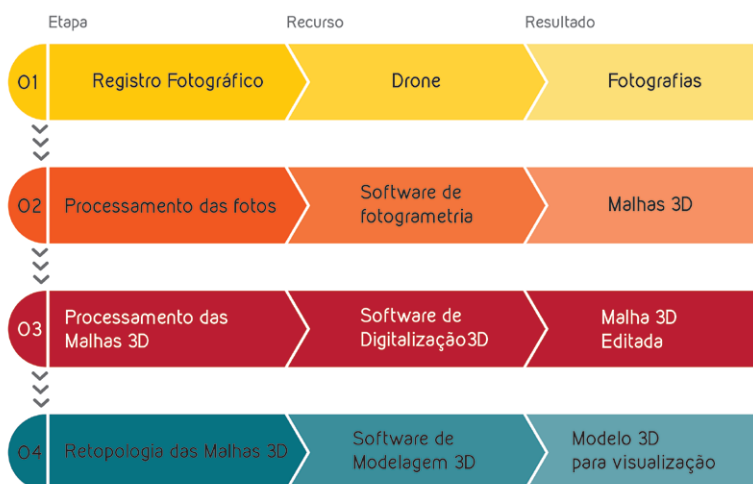 Etapa
Recurso
Resultado
01
Registro Fotográfico
Drone
Fotografias
02
Processamento das fotos
Software de
fotogrametria
Malhas 3D
03
Processamento das
Malhas 3D
Software de
Digitalização3D
Malha 3D
Editada
04
Retopologia das Malhas 3D
Software de
Modelagem 3D
Modelo 3D
para visualização